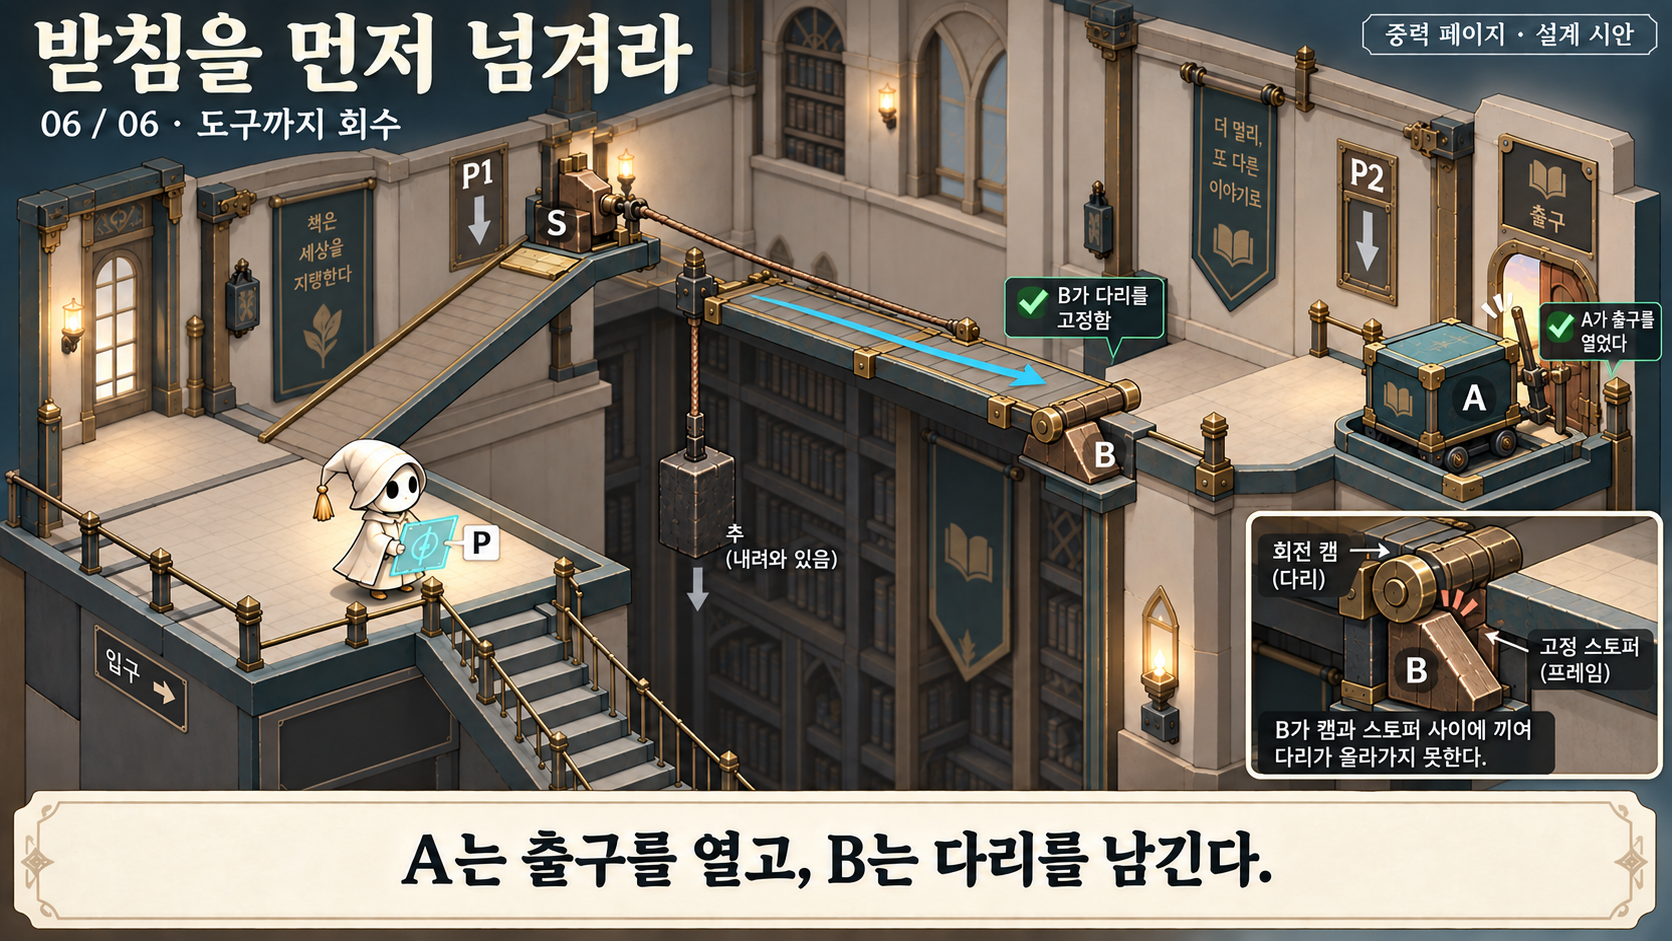 받침을 먼저 넘겨라
06 / 06 · 도구까지 회수
중력 페이지 · 설계 시안
책은
세상을
지탱한다
P1
S
더 멀리,
또 다른
이야기로
P2
출구
B가 다리를
고정함
A가 출구를
열었다
A
B
P
추
(내려와 있음)
입구
회전 캠
(다리)
고정 스토퍼
(프레임)
B
B가 캠과 스토퍼 사이에 끼여
다리가 올라가지 못한다.
A는 출구를 열고, B는 다리를 남긴다.